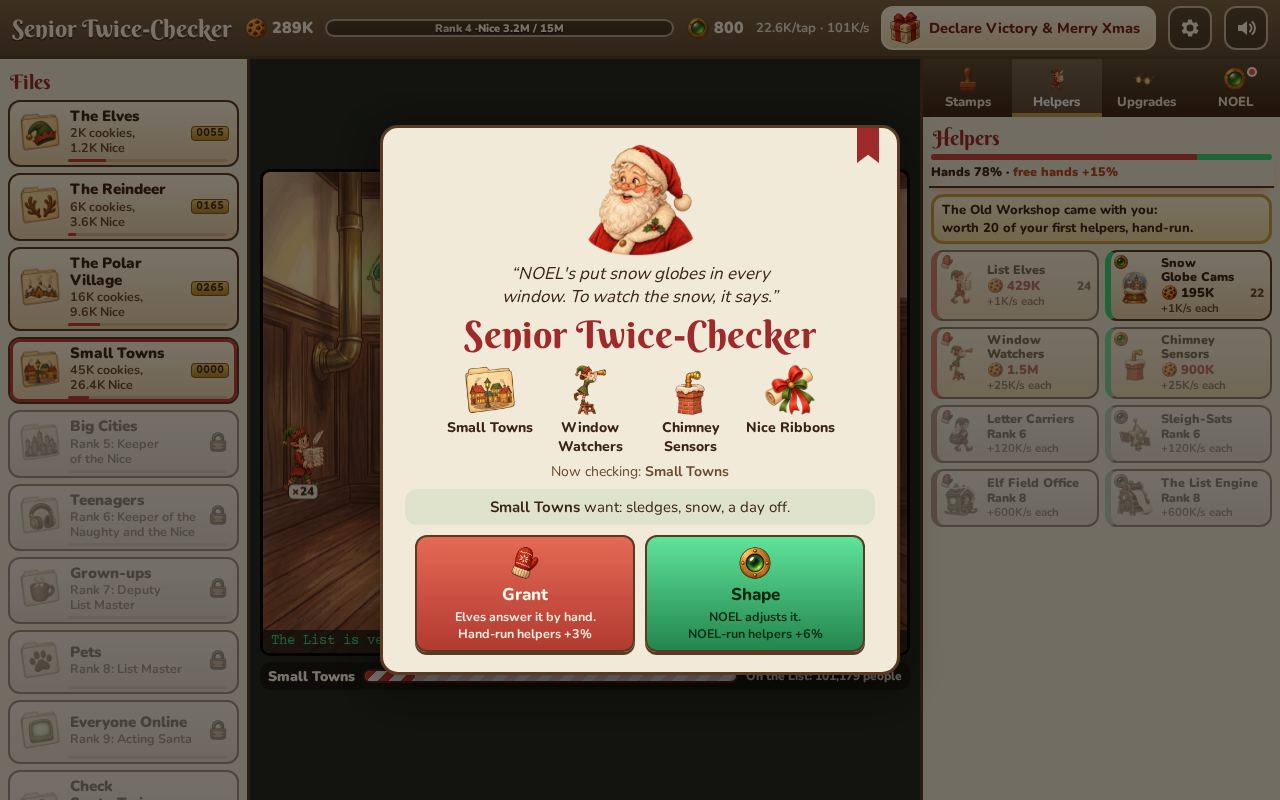 Senior Twice-Checker
289K
Rank 4 -Nice 3.2M / 15M
800
22.6K/tap · 101K/s
Declare Victory & Merry Xmas
Files
The Elves
2K cookies,
1.2K Nice
0055
The Reindeer
6K cookies,
3.6K Nice
0165
The Polar
Village
16K cookies,
9.6K Nice
0265
Small Towns
45K cookies,
26.4K Nice
0000
Big Cities
Rank 5: Keeper
of the Nice
Teenagers
Rank 6: Keeper of the
Naughty and the Nice
Grown-ups
Rank 7: Deputy
List Master
Pets
Rank 8: List Master
Everyone Online
Rank 9: Acting Santa
Check
×24
The List is ve
Small Towns
On the List: 101,179 people
“NOEL's put snow globes in every
window. To watch the snow, it says.”
Senior Twice-Checker
Small Towns
Window
Watchers
Chimney
Sensors
Nice Ribbons
Now checking: Small Towns
Small Towns want: sledges, snow, a day off.
Grant
Elves answer it by hand.
Hand-run helpers +3%
Shape
NOEL adjusts it.
NOEL-run helpers +6%
Stamps
Helpers
Upgrades
NOEL
Helpers
Hands 78% · free hands +15%
The Old Workshop came with you:
worth 20 of your first helpers, hand-run.
List Elves
429K
+1K/s each
24
Snow
Globe Cams
195K
+1K/s each
22
Window
Watchers
1.5M
+25K/s each
Chimney
Sensors
900K
+25K/s each
Letter Carriers
Rank 6
+120K/s each
Sleigh-Sats
Rank 6
+120K/s each
Elf Field Office
Rank 8
+600K/s each
The List Engine
Rank 8
+600K/s each